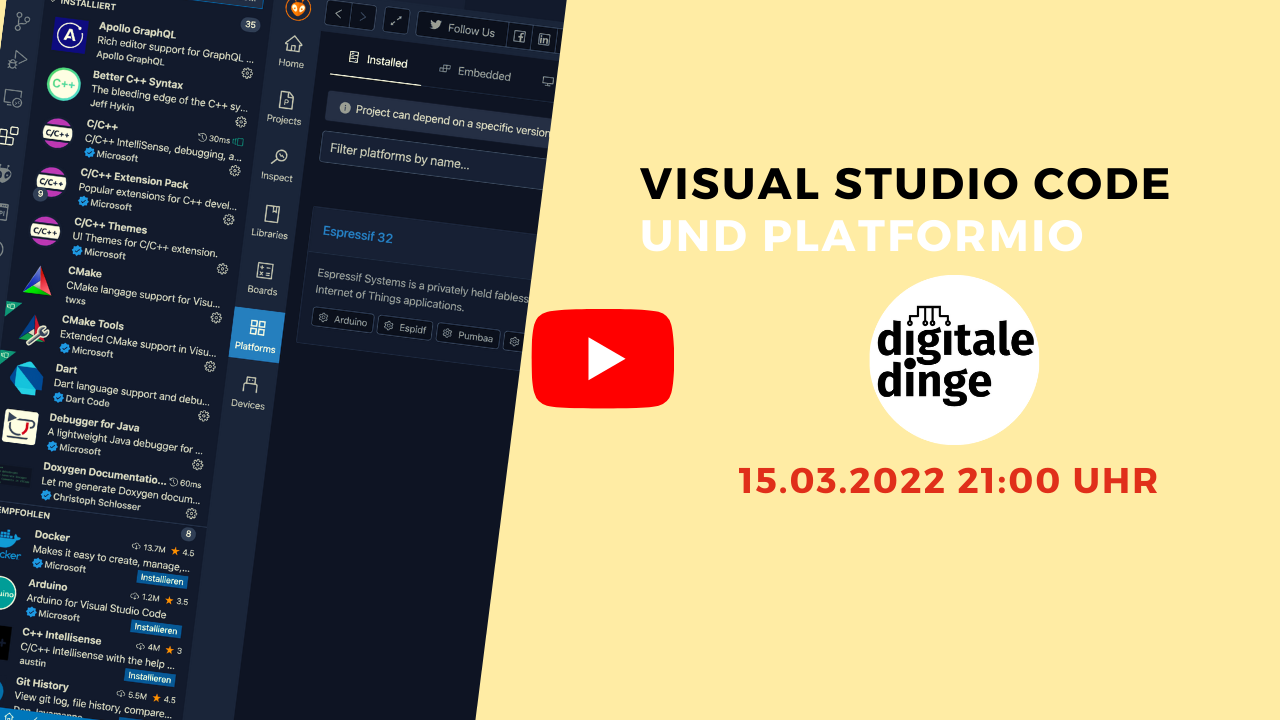 INSTALLIERT
35
Apollo GraphQL
Rich editor support for GraphQL ...
Apollo GraphQL
C++
Better C++ Syntax
The bleeding edge of the C++ sy...
Jeff Hykin
C/C++
C/C++
30ms
C/C++ IntelliSense, debugging, a...
Microsoft
C/C++
9
C/C++ Extension Pack
Popular extensions for C++ devel...
Microsoft
C/C++
C/C++ Themes
UI Themes for C/C++ extension.
Microsoft
CMake
CMake langage support for Visu...
twxs
CMake Tools
Extended CMake support in Visu...
Microsoft
Dart
Dart language support and debu...
Dart Code
Debugger for Java
A lightweight Java debugger for ...
Microsoft
Doxygen Documentatio...
60ms
Let me generate Doxygen docum...
Christoph Schlosser
EMPFOHLEN
8
Docker
13.7M
4.5
Makes it easy to create, manage,...
Microsoft
Installieren
Arduino
1.2M
3.5
Arduino for Visual Studio Code
Microsoft
Installieren
C++ Intellisense
4M
3
C/C++ Intellisense with the help ...
austin
Installieren
Git History
5.5M
4.5
View git log, file history, compare...
Home
Projects
Inspect
Libraries
Boards
Platforms
Devices
Follow Us
Installed
Embedded
Project can depend on a specific version
Filter platforms by name...
Espressif 32
Espressif Systems is a privately held fabless
Internet of Things applications.
Arduino
Espidf
Pumbaa
VISUAL STUDIO CODE
UND PLATFORMIO
digitale
dinge
15.03.2022 21:00 UHR